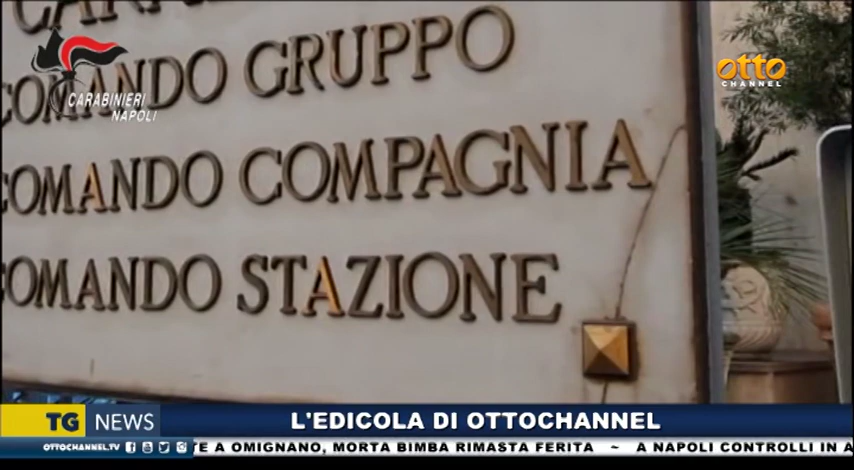 COMANDO GRUPPO
COMANDO COMPAGNIA
COMANDO STAZIONE
CARABINIERI
NAPOLI
otto
CHANNEL
TG NEWS
L'EDICOLA DI OTTOCHANNEL
OTTOCHANNEL.TV
TE A OMIGNANO, MORTA BIMBA RIMASTA FERITA ~ A NAPOLI CONTROLLI IN A